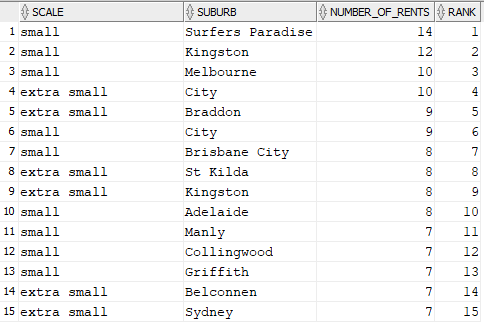 SCALE SUBURB NUMBER_OF_RENTS RANK
1 small Surfers Paradise 14 1
2 small Kingston 12 2
3 small Melbourne 10 3
4 extra small City 10 4
5 extra small Braddon 9 5
6 small City 9 6
7 small Brisbane City 8 7
8 extra small St Kilda 8 8
9 extra small Kingston 8 9
10 small Adelaide 8 10
11 small Manly 7 11
12 small Collingwood 7 12
13 small Griffith 7 13
14 extra small Belconnen 7 14
15 extra small Sydney 7 15